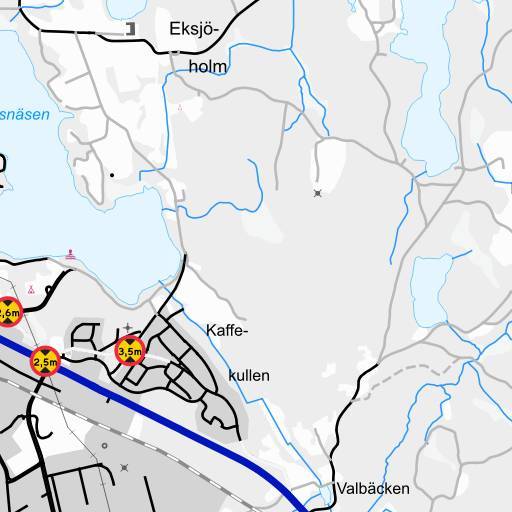 Eksjö-
holm
snäsen
2,6m
3,5m
2,5m
Kaffe-
kullen
Valbäcken